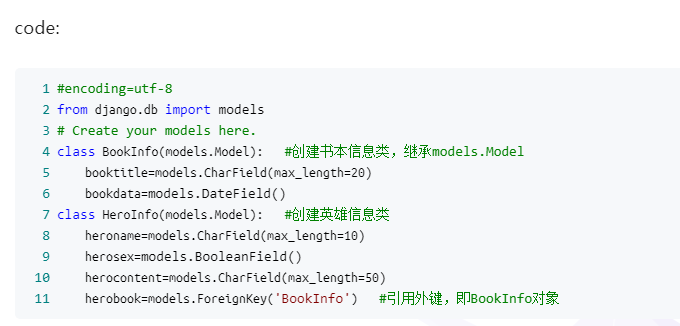 code:
1 #encoding=utf-8
2 from django.db import models
3 # Create your models here.
4 class BookInfo(models.Model):   #创建书本信息类，继承models.Model
5     booktitle=models.CharField(max_length=20)
6     bookdata=models.DateField()
7 class HeroInfo(models.Model):   #创建英雄信息类
8     heroname=models.CharField(max_length=10)
9     herosex=models.BooleanField()
10     herocontent=models.CharField(max_length=50)
11     herobook=models.ForeignKey('BookInfo')   #引用外键，即BookInfo对象